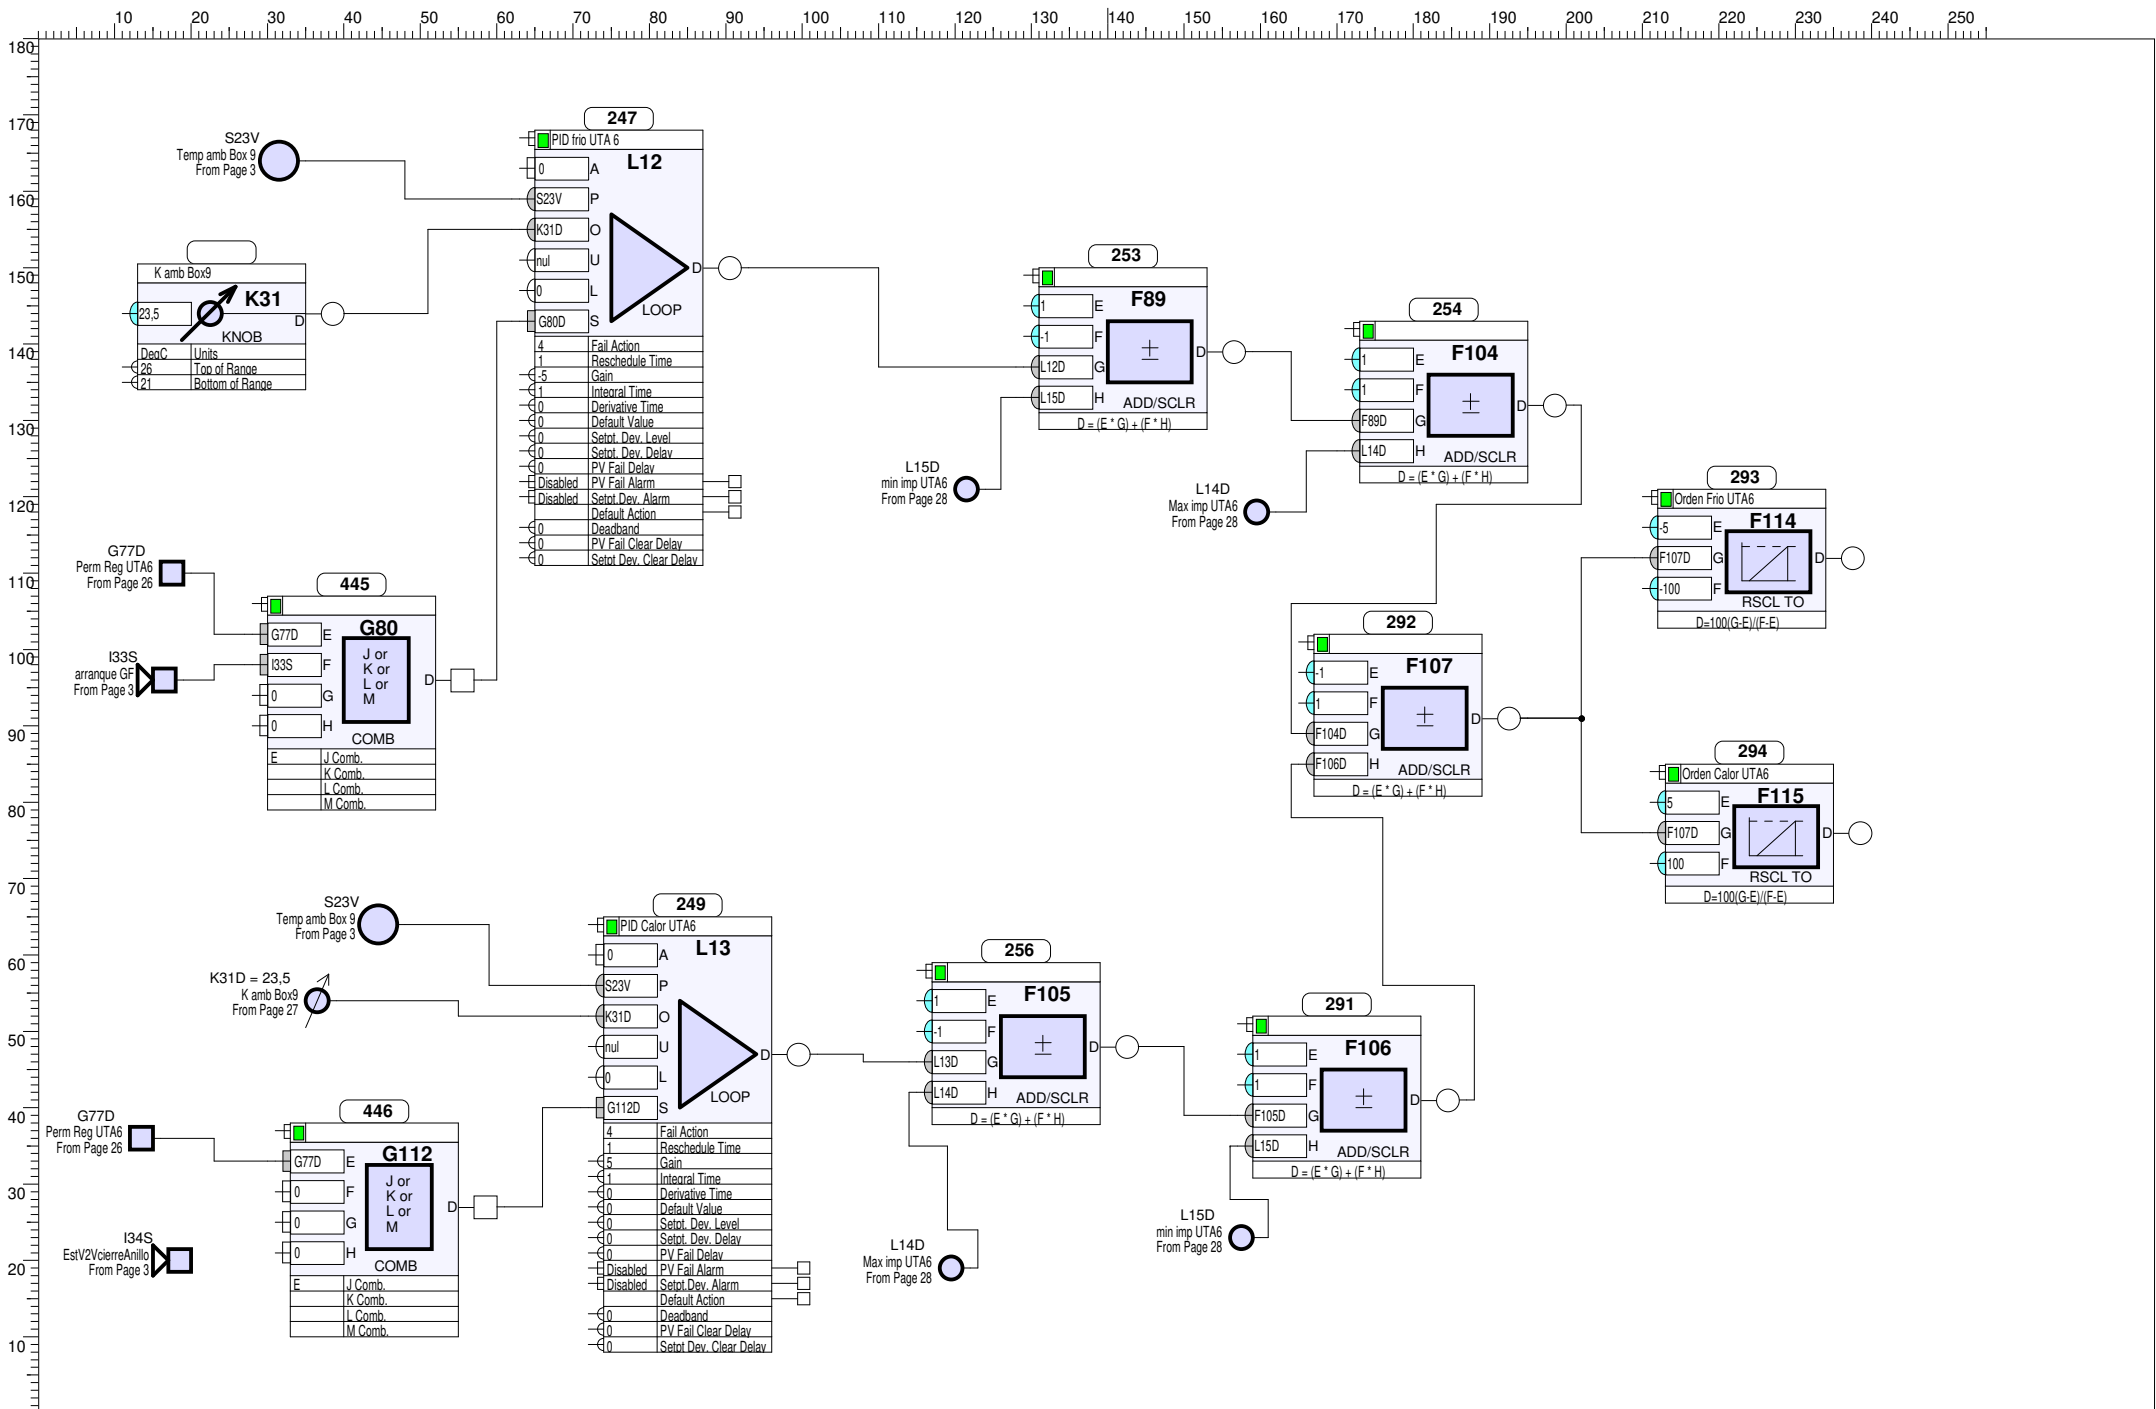 10 20 30 40 50 60 70 80 90 100 110 120 130 140 150 160 170 180 190 200 210 220 230 240 250
180
170
160
150
140
130
120
110
100
90
80
70
60
50
40
30
20
10
S23V
Temp amb Box 9
From Page 3
K amb Box9
K31
23,5
D
KNOB
DegC Units
26 Top of Range
21 Bottom of Range
247
PID frio UTA 6
L12
0 A
S23V P
K31D O
nul U
0 L
G80D S
D
LOOP
4 Fail Action
1 Reschedule Time
-5 Gain
1 Integral Time
0 Derivative Time
0 Default Value
0 Setpt. Dev. Level
0 Setpt. Dev. Delay
0 PV Fail Delay
Disabled PV Fail Alarm
Disabled Setpt.Dev. Alarm
Default Action
0 Deadband
0 PV Fail Clear Delay
0 Setpt Dev. Clear Delay
G77D
Perm Reg UTA6
From Page 26
I33S
arranque GF
From Page 3
445
G80
G77D E
I33S F
0 G
0 H
J or
K or
L or
M
D
COMB
E J Comb.
K Comb.
L Comb.
M Comb.
253
F89
1 E
-1 F
L12D G
L15D H
±
D
ADD/SCLR
D = (E * G) + (F * H)
L15D
min imp UTA6
From Page 28
254
F104
1 E
1 F
F89D G
L14D H
±
D
ADD/SCLR
D = (E * G) + (F * H)
L14D
Max imp UTA6
From Page 28
293
Orden Frio UTA6
F114
-5 E
F107D G
-100 F
D
RSCL TO
D=100(G-E)/(F-E)
292
F107
-1 E
1 F
F104D G
F106D H
±
D
ADD/SCLR
D = (E * G) + (F * H)
294
Orden Calor UTA6
F115
5 E
F107D G
100 F
D
RSCL TO
D=100(G-E)/(F-E)
S23V
Temp amb Box 9
From Page 3
K31D = 23,5
K amb Box9
From Page 27
249
PID Calor UTA6
L13
0 A
S23V P
K31D O
nul U
0 L
G112D S
D
LOOP
4 Fail Action
1 Reschedule Time
5 Gain
1 Integral Time
0 Derivative Time
0 Default Value
0 Setpt. Dev. Level
0 Setpt. Dev. Delay
0 PV Fail Delay
Disabled PV Fail Alarm
Disabled Setpt.Dev. Alarm
Default Action
0 Deadband
0 PV Fail Clear Delay
0 Setpt Dev. Clear Delay
G77D
Perm Reg UTA6
From Page 26
I34S
EstV2VcierreAnillo
From Page 3
446
G112
G77D E
0 F
0 G
0 H
J or
K or
L or
M
D
COMB
E J Comb.
K Comb.
L Comb.
M Comb.
256
F105
1 E
-1 F
L13D G
L14D H
±
D
ADD/SCLR
D = (E * G) + (F * H)
L14D
Max imp UTA6
From Page 28
291
F106
1 E
1 F
F105D G
L15D H
±
D
ADD/SCLR
D = (E * G) + (F * H)
L15D
min imp UTA6
From Page 28